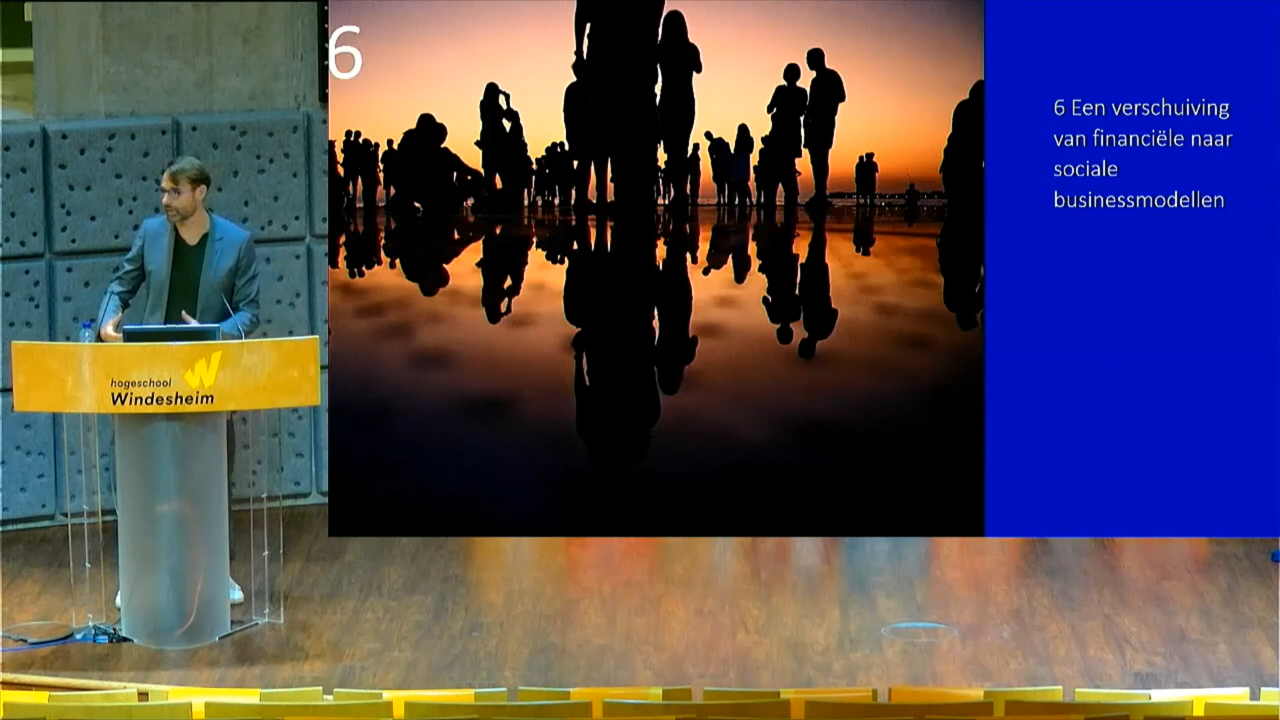 6
6 Een verschuiving
van financiële naar
sociale
businessmodellen
hogeschool
Windesheim